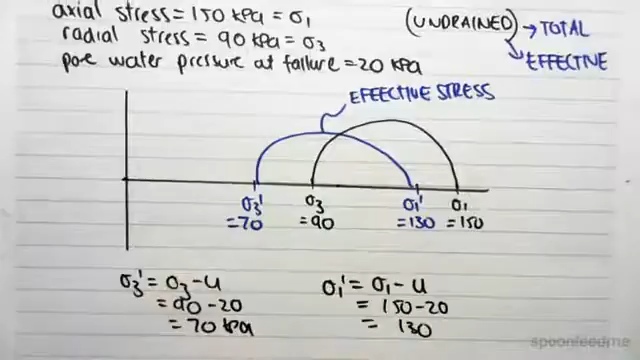 axial stress = 150 kpa = σ1
radial stress = 90 kpa = σ3
pore water pressure at failure = 20 kpa
(UNDRAINED) → TOTAL
→ EFFECTIVE
EFFECTIVE STRESS
σ3' = 70
σ3 = 90
σ1' = 130
σ1 = 150
σ3' = σ3 - u
= 90 - 20
= 70 kpa
σ1' = σ1 - u
= 150 - 20
= 130
spoonfeedme